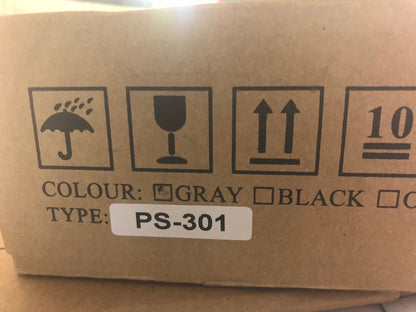 10
COLOUR: ☑GRAY ☐BLACK ☐
TYPE: PS-301